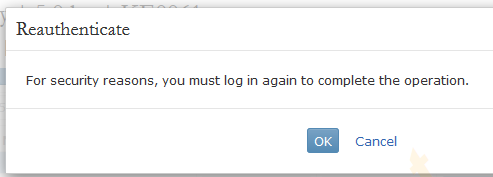 Reauthenticate
For security reasons, you must log in again to complete the operation.
OK Cancel